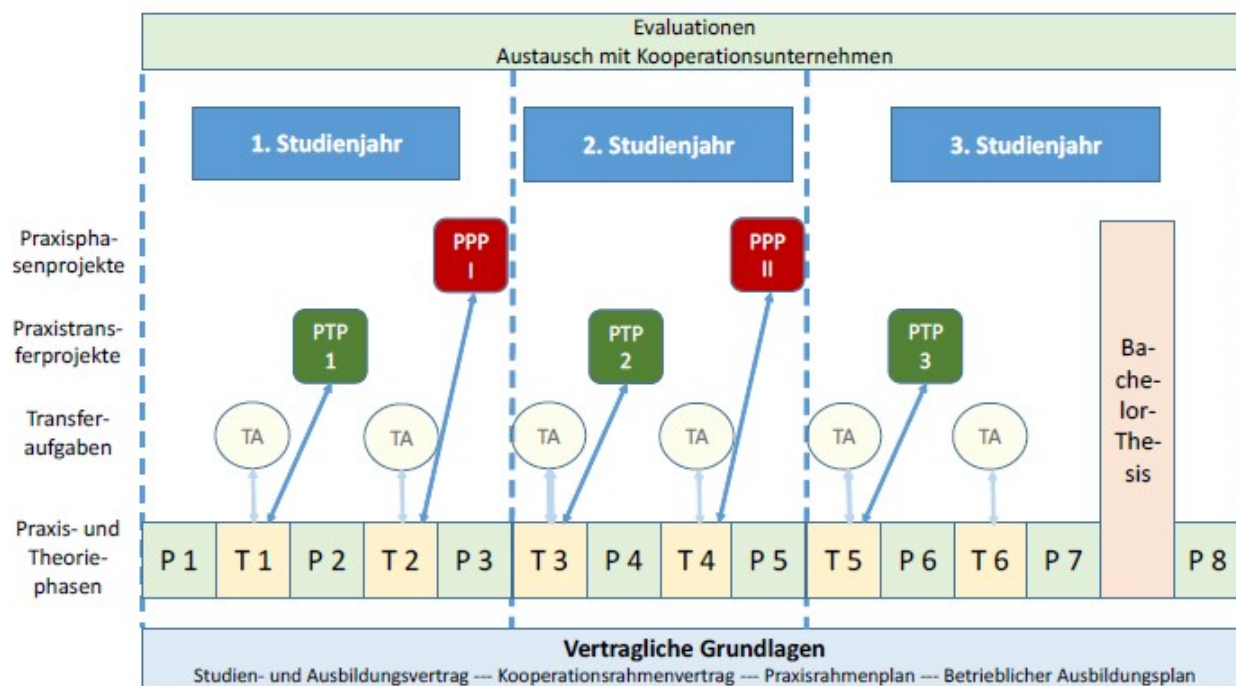 Evaluationen
Austausch mit Kooperationsunternehmen
1. Studienjahr
2. Studienjahr
3. Studienjahr
Praxispha-
senprojekte
PPP
I
PPP
II
Praxistrans-
ferprojekte
PTP
1
PTP
2
PTP
3
Ba-
che-
lor-
The-
sis
Transfer-
aufgaben
TA
TA
TA
TA
TA
TA
Praxis- und
Theorie-
phasen
P 1
T 1
P 2
T 2
P 3
T 3
P 4
T 4
P 5
T 5
P 6
T 6
P 7
P 8
Vertragliche Grundlagen
Studien- und Ausbildungsvertrag --- Kooperationsrahmenvertrag --- Praxisrahmenplan --- Betrieblicher Ausbildungsplan